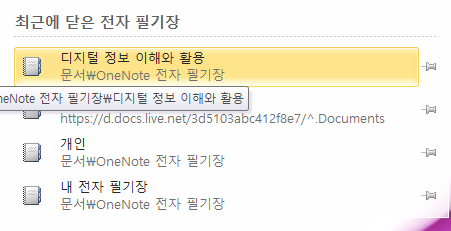 최근에 닫은 전자 필기장
디지털 정보 이해와 활용
문서\OneNote 전자 필기장
전자 필기장\디지털 정보 이해와 활용
https://d.docs.live.net/3d5103abc412f8e7/^.Documents
개인
문서\OneNote 전자 필기장
내 전자 필기장
문서\OneNote 전자 필기장